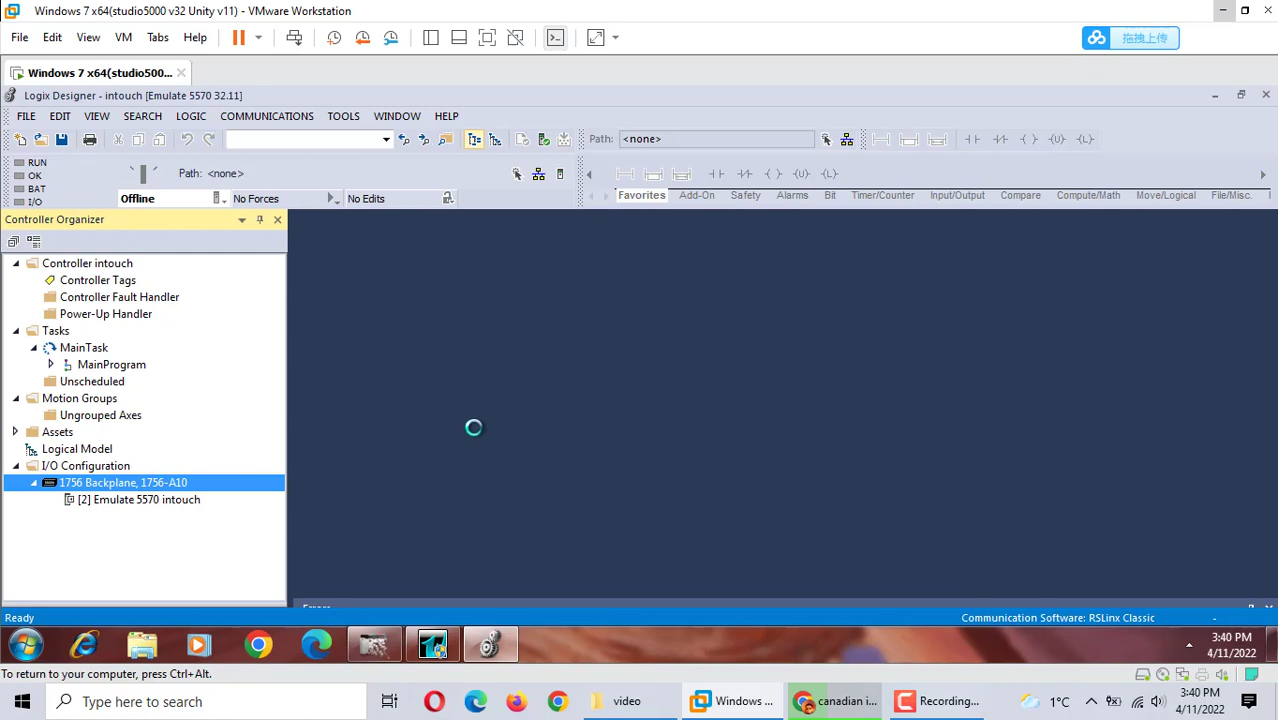 Windows 7 x64(studio5000 v32 Unity v11) - VMware Workstation
File Edit View VM Tabs Help
拖拽上传
Windows 7 x64(studio500...
Logix Designer - intouch [Emulate 5570 32.11]
FILE EDIT VIEW SEARCH LOGIC COMMUNICATIONS TOOLS WINDOW HELP
Path: <none>
RUN
OK
BAT
I/O
Path: <none>
Offline No Forces No Edits
Favorites Add-On Safety Alarms Bit Timer/Counter Input/Output Compare Compute/Math Move/Logical File/Misc.
Controller Organizer
Controller intouch
Controller Tags
Controller Fault Handler
Power-Up Handler
Tasks
MainTask
MainProgram
Unscheduled
Motion Groups
Ungrouped Axes
Assets
Logical Model
I/O Configuration
1756 Backplane, 1756-A10
[2] Emulate 5570 intouch
Ready
Communication Software: RSLinx Classic
3:40 PM
4/11/2022
To return to your computer, press Ctrl+Alt.
Type here to search
video
Windows ...
canadian i...
Recording...
1°C
3:40 PM
4/11/2022